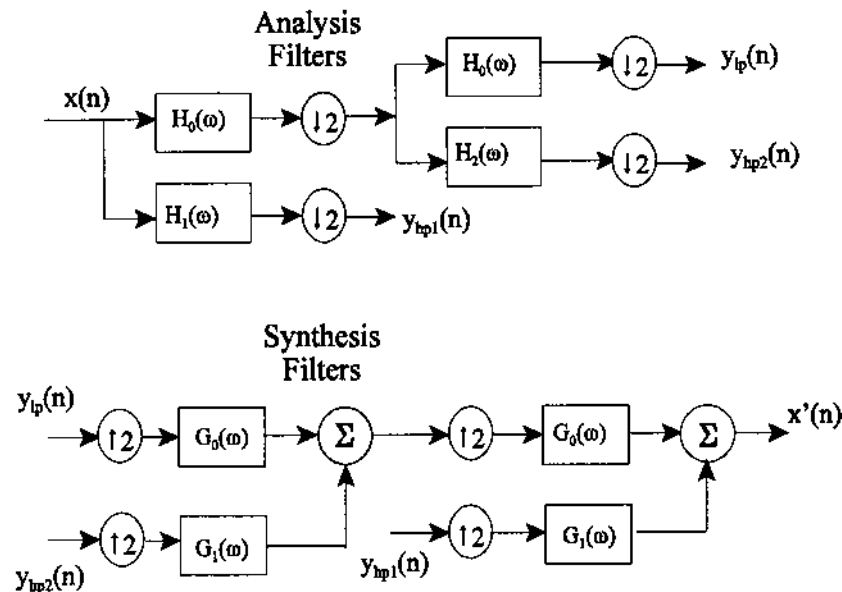 Analysis
Filters
x(n)
H₀(ω)
↓2
H₀(ω)
↓2
y_lp(n)
H₂(ω)
↓2
y_hp2(n)
H₁(ω)
↓2
y_hp1(n)
Synthesis
Filters
y_lp(n)
↑2
G₀(ω)
Σ
↑2
G₀(ω)
Σ
x'(n)
↑2
G₁(ω)
y_hp2(n)
y_hp1(n)
↑2
G₁(ω)